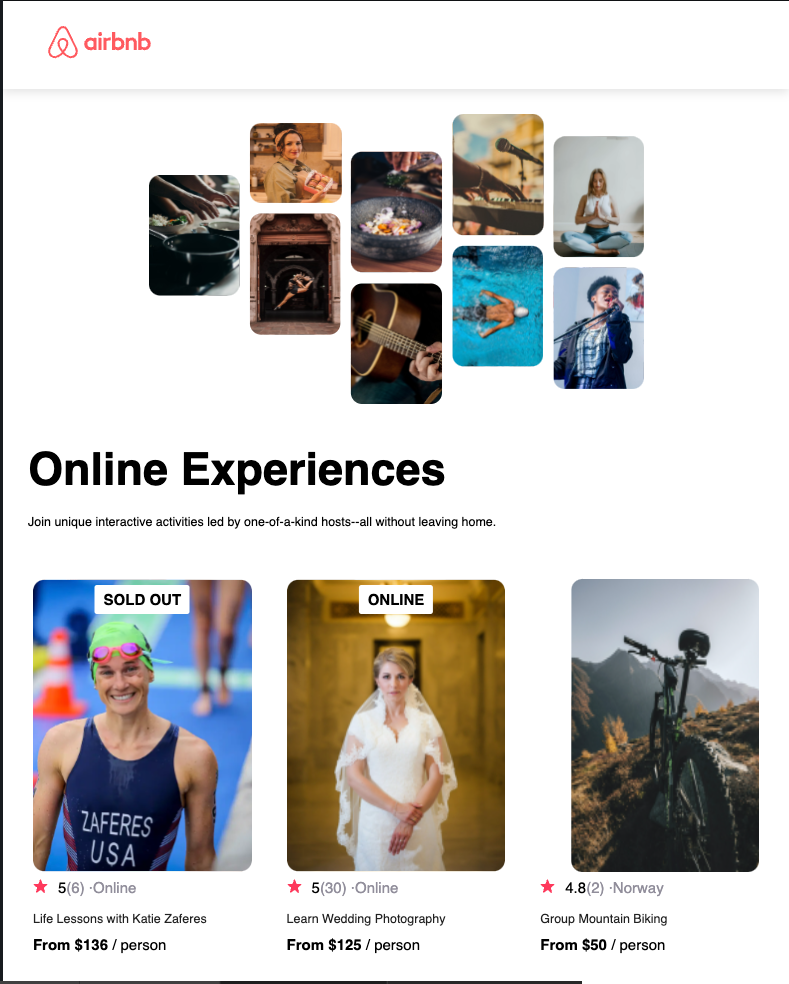 airbnb
Online Experiences
Join unique interactive activities led by one-of-a-kind hosts--all without leaving home.
SOLD OUT
ZAFERES
USA
5(6) ·Online
Life Lessons with Katie Zaferes
From $136 / person
ONLINE
5(30) ·Online
Learn Wedding Photography
From $125 / person
4.8(2) ·Norway
Group Mountain Biking
From $50 / person